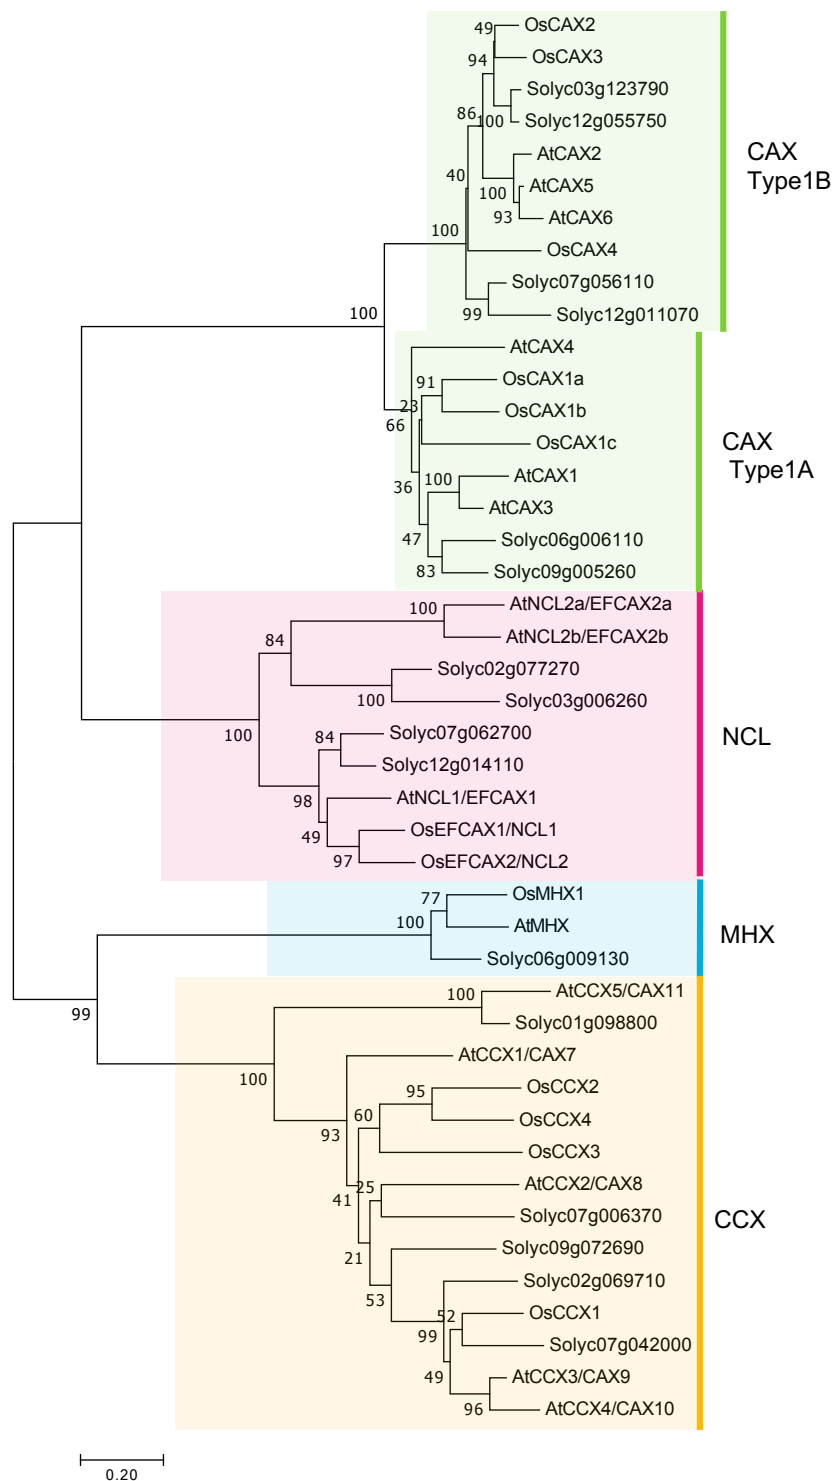 OsCAX2
49
OsCAX3
94
Solyc03g123790
86
100
Solyc12g055750
AtCAX2
40
100
AtCAX5
93
AtCAX6
100
OsCAX4
Solyc07g056110
99
Solyc12g011070
CAX
Type1B
100
AtCAX4
91
OsCAX1a
23
OsCAX1b
66
OsCAX1c
100
AtCAX1
36
AtCAX3
47
Solyc06g006110
83
Solyc09g005260
CAX
Type1A
AtNCL2a/EFCAX2a
100
AtNCL2b/EFCAX2b
84
Solyc02g077270
100
Solyc03g006260
100
Solyc07g062700
84
Solyc12g014110
98
AtNCL1/EFCAX1
49
OsEFCAX1/NCL1
97
OsEFCAX2/NCL2
NCL
OsMHX1
77
100
AtMHX
Solyc06g009130
MHX
99
AtCCX5/CAX11
100
Solyc01g098800
AtCCX1/CAX7
100
OsCCX2
95
60
OsCCX4
93
OsCCX3
AtCCX2/CAX8
25
41
Solyc07g006370
Solyc09g072690
21
Solyc02g069710
53
OsCCX1
52
99
Solyc07g042000
49
AtCCX3/CAX9
96
AtCCX4/CAX10
CCX
0.20